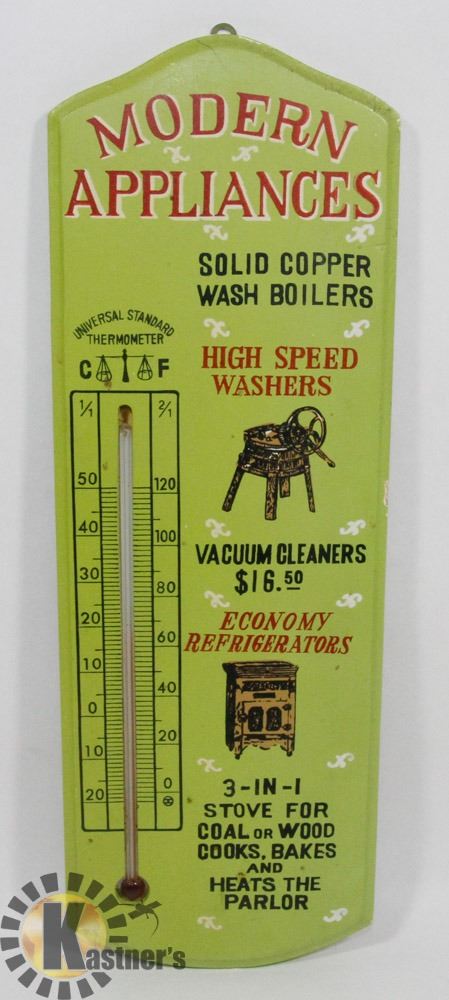 MODERN
APPLIANCES
SOLID COPPER
WASH BOILERS
UNIVERSAL STANDARD
THERMOMETER
C F
1/1 2/1
50 120
40 100
30 80
20 60
10 40
0 20
10 0
20
HIGH SPEED
WASHERS
VACUUM CLEANERS
$16.50
ECONOMY
REFRIGERATORS
3-IN-1
STOVE FOR
COAL OR WOOD
COOKS, BAKES
AND
HEATS THE
PARLOR
Kastner's